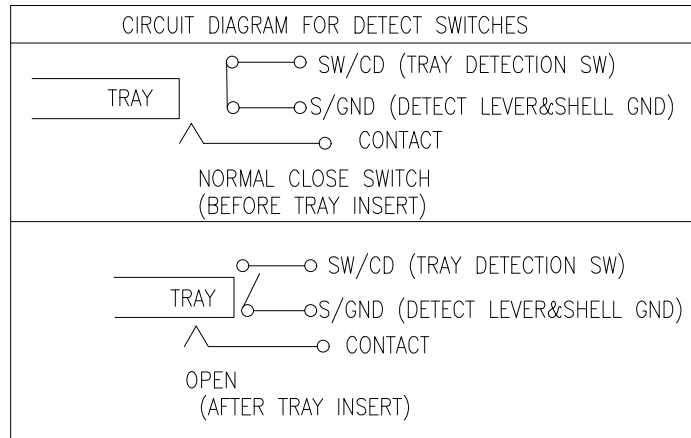 CIRCUIT DIAGRAM FOR DETECT SWITCHES
SW/CD (TRAY DETECTION SW)
TRAY
S/GND (DETECT LEVER&SHELL GND)
CONTACT
NORMAL CLOSE SWITCH
(BEFORE TRAY INSERT)
SW/CD (TRAY DETECTION SW)
TRAY
S/GND (DETECT LEVER&SHELL GND)
CONTACT
OPEN
(AFTER TRAY INSERT)